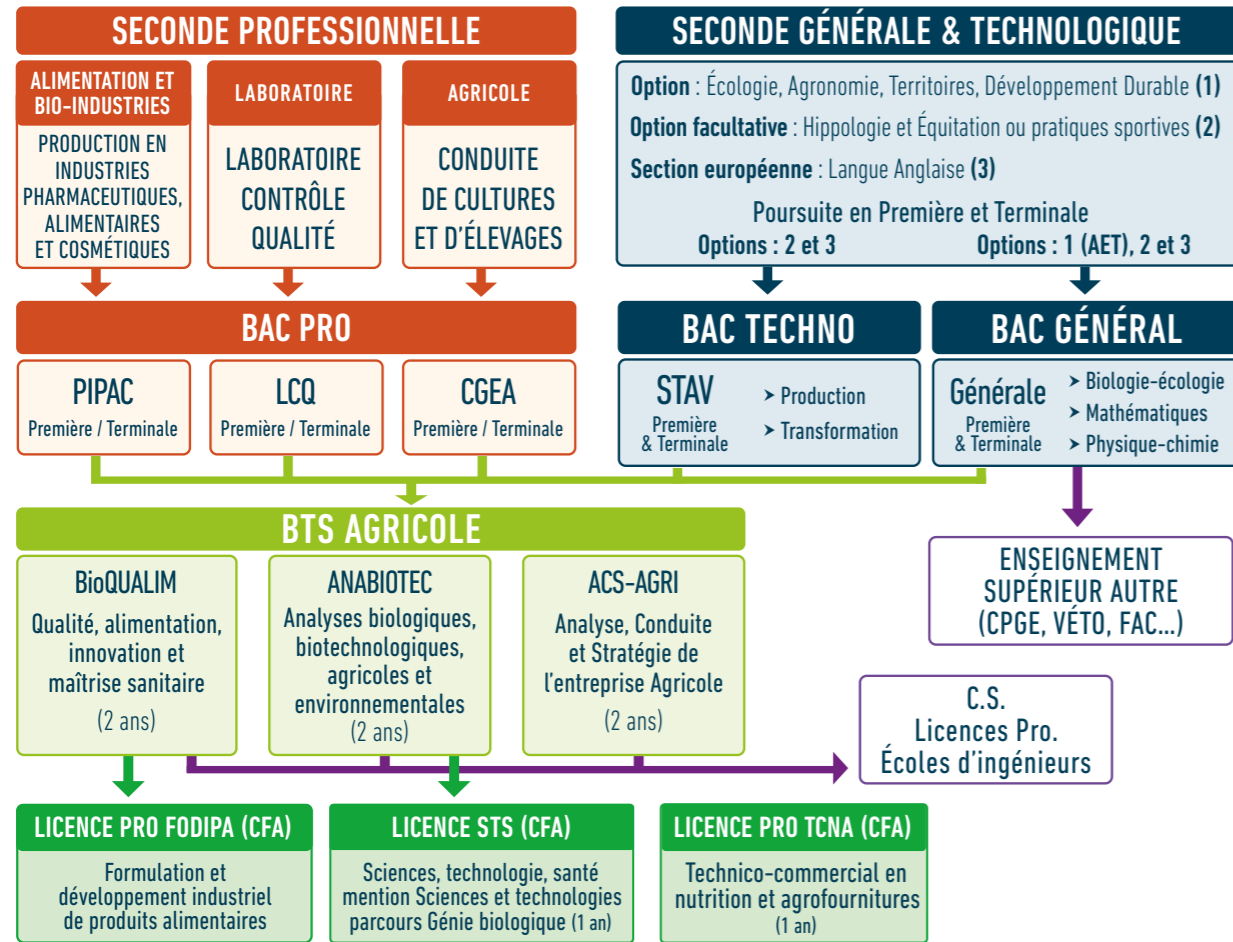 SECONDE PROFESSIONNELLE
ALIMENTATION ET
BIO-INDUSTRIES
PRODUCTION EN
INDUSTRIES
PHARMACEUTIQUES,
ALIMENTAIRES
ET COSMÉTIQUES
LABORATOIRE
LABORATOIRE
CONTRÔLE
QUALITÉ
AGRICOLE
CONDUITE
DE CULTURES
ET D'ÉLEVAGES
SECONDE GÉNÉRALE & TECHNOLOGIQUE
Option : Écologie, Agronomie, Territoires, Développement Durable (1)
Option facultative : Hippologie et Équitation ou pratiques sportives (2)
Section européenne : Langue Anglaise (3)
Poursuite en Première et Terminale
Options : 2 et 3
Options : 1 (AET), 2 et 3
BAC PRO
PIPAC
Première / Terminale
LCQ
Première / Terminale
CGEA
Première / Terminale
BAC TECHNO
STAV
Première
& Terminale
➤ Production
➤ Transformation
BAC GÉNÉRAL
Générale
Première
& Terminale
➤ Biologie-écologie
➤ Mathématiques
➤ Physique-chimie
BTS AGRICOLE
BioQUALIM
Qualité, alimentation,
innovation et
maîtrise sanitaire
(2 ans)
ANABIOTEC
Analyses biologiques,
biotechnologiques,
agricoles et
environnementales
(2 ans)
ACS-AGRI
Analyse, Conduite
et Stratégie de
l'entreprise Agricole
(2 ans)
ENSEIGNEMENT
SUPÉRIEUR AUTRE
(CPGE, VÉTO, FAC...)
C.S.
Licences Pro.
Écoles d'ingénieurs
LICENCE PRO FODIPA (CFA)
Formulation et
développement industriel
de produits alimentaires
LICENCE STS (CFA)
Sciences, technologie, santé
mention Sciences et technologies
parcours Génie biologique (1 an)
LICENCE PRO TCNA (CFA)
Technico-commercial en
nutrition et agrofournitures
(1 an)